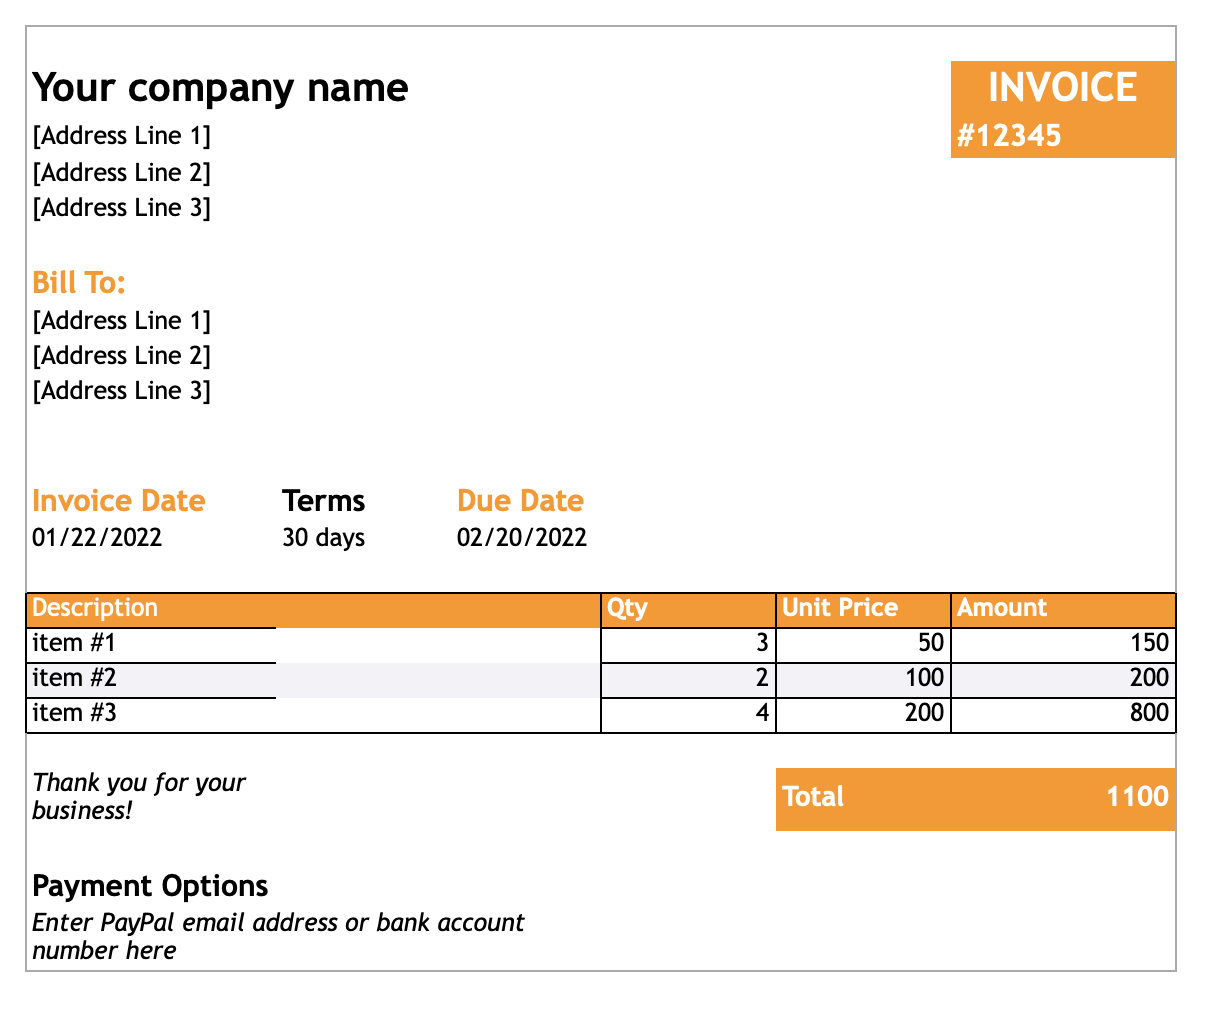 Your company name
INVOICE
[Address Line 1]
#12345
[Address Line 2]
[Address Line 3]
Bill To:
[Address Line 1]
[Address Line 2]
[Address Line 3]
Invoice Date Terms Due Date
01/22/2022 30 days 02/20/2022
Description Qty Unit Price Amount
item #1 3 50 150
item #2 2 100 200
item #3 4 200 800
Thank you for your
business!
Total 1100
Payment Options
Enter PayPal email address or bank account
number here